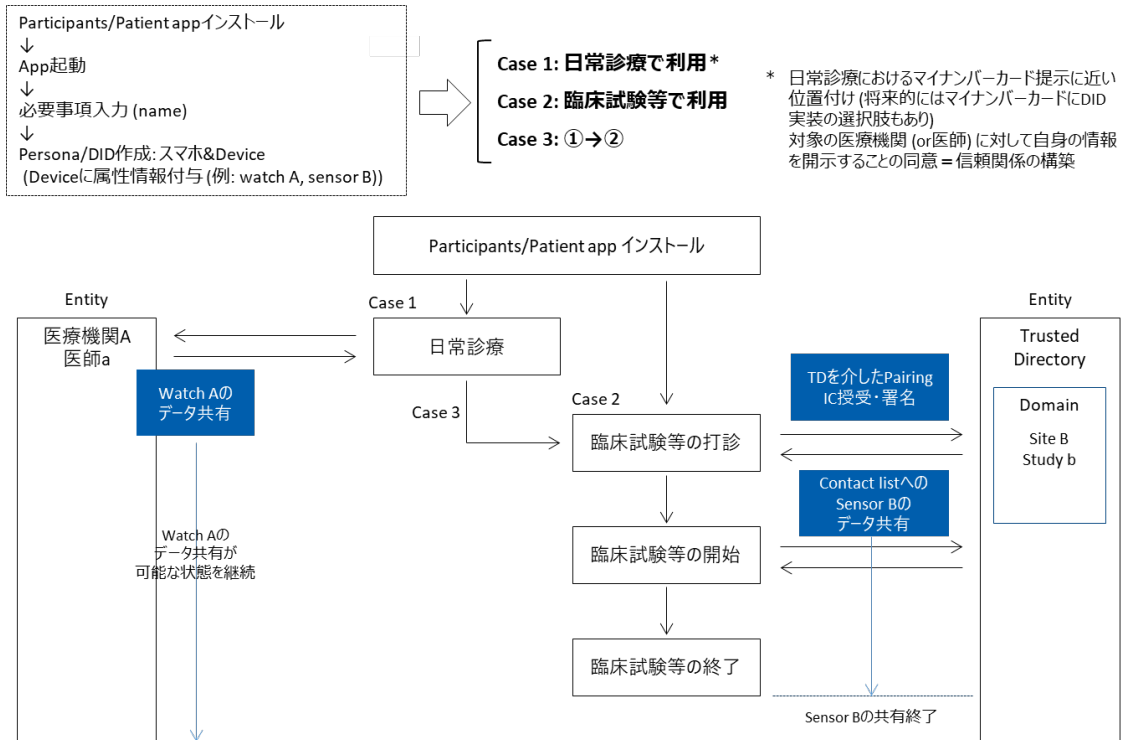 Participants/Patient appインストール
↓
App起動
↓
必要事項入力 (name)
↓
Persona/DID作成: スマホ&Device
(Deviceに属性情報付与 (例: watch A, sensor B))
Case 1: 日常診療で利用*
Case 2: 臨床試験等で利用
Case 3: ①→②
* 日常診療におけるマイナンバーカード提示に近い
位置付け (将来的にはマイナンバーカードにDID
実装の選択肢もあり)
対象の医療機関 (or医師) に対して自身の情報
を開示することの同意 = 信頼関係の構築
Participants/Patient app インストール
Entity
医療機関A
医師a
Watch Aの
データ共有
Watch Aの
データ共有が
可能な状態を継続
Case 1
日常診療
Case 3
Case 2
臨床試験等の打診
臨床試験等の開始
臨床試験等の終了
TDを介したPairing
IC授受・署名
Contact listへの
Sensor Bの
データ共有
Sensor Bの共有終了
Entity
Trusted
Directory
Domain
Site B
Study b